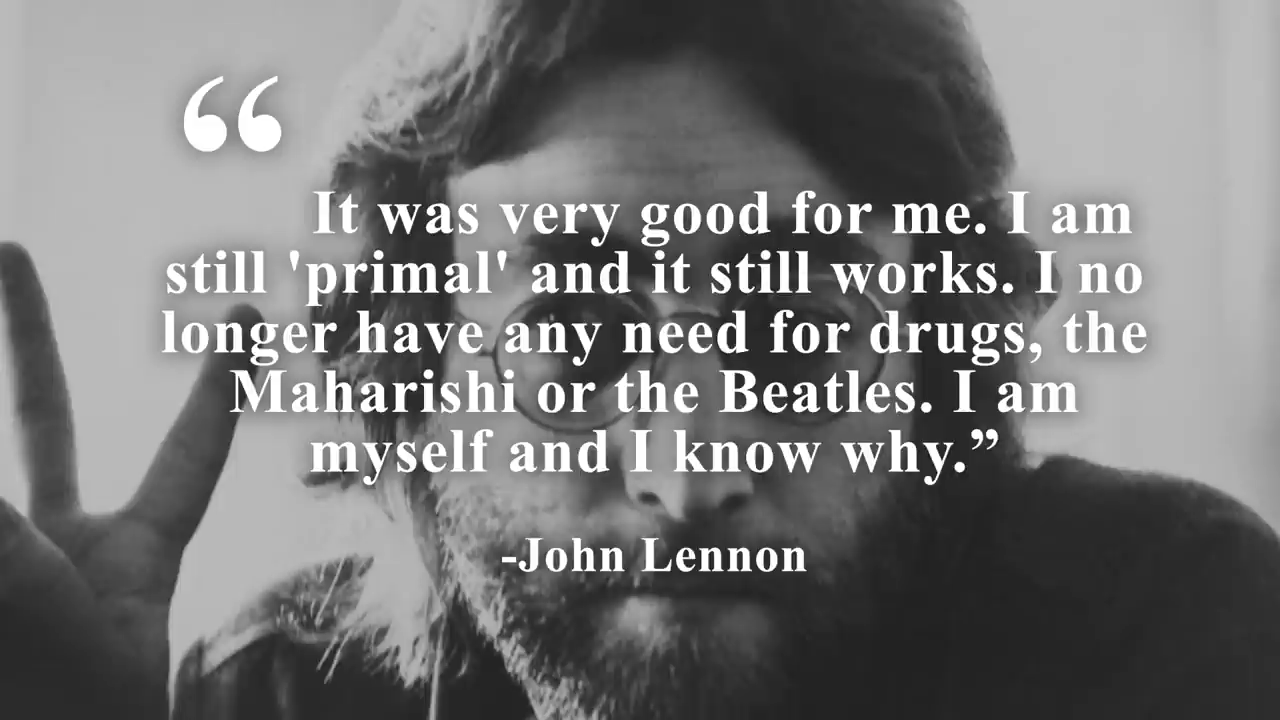 “
It was very good for me. I am
still 'primal' and it still works. I no
longer have any need for drugs, the
Maharishi or the Beatles. I am
myself and I know why.”
-John Lennon